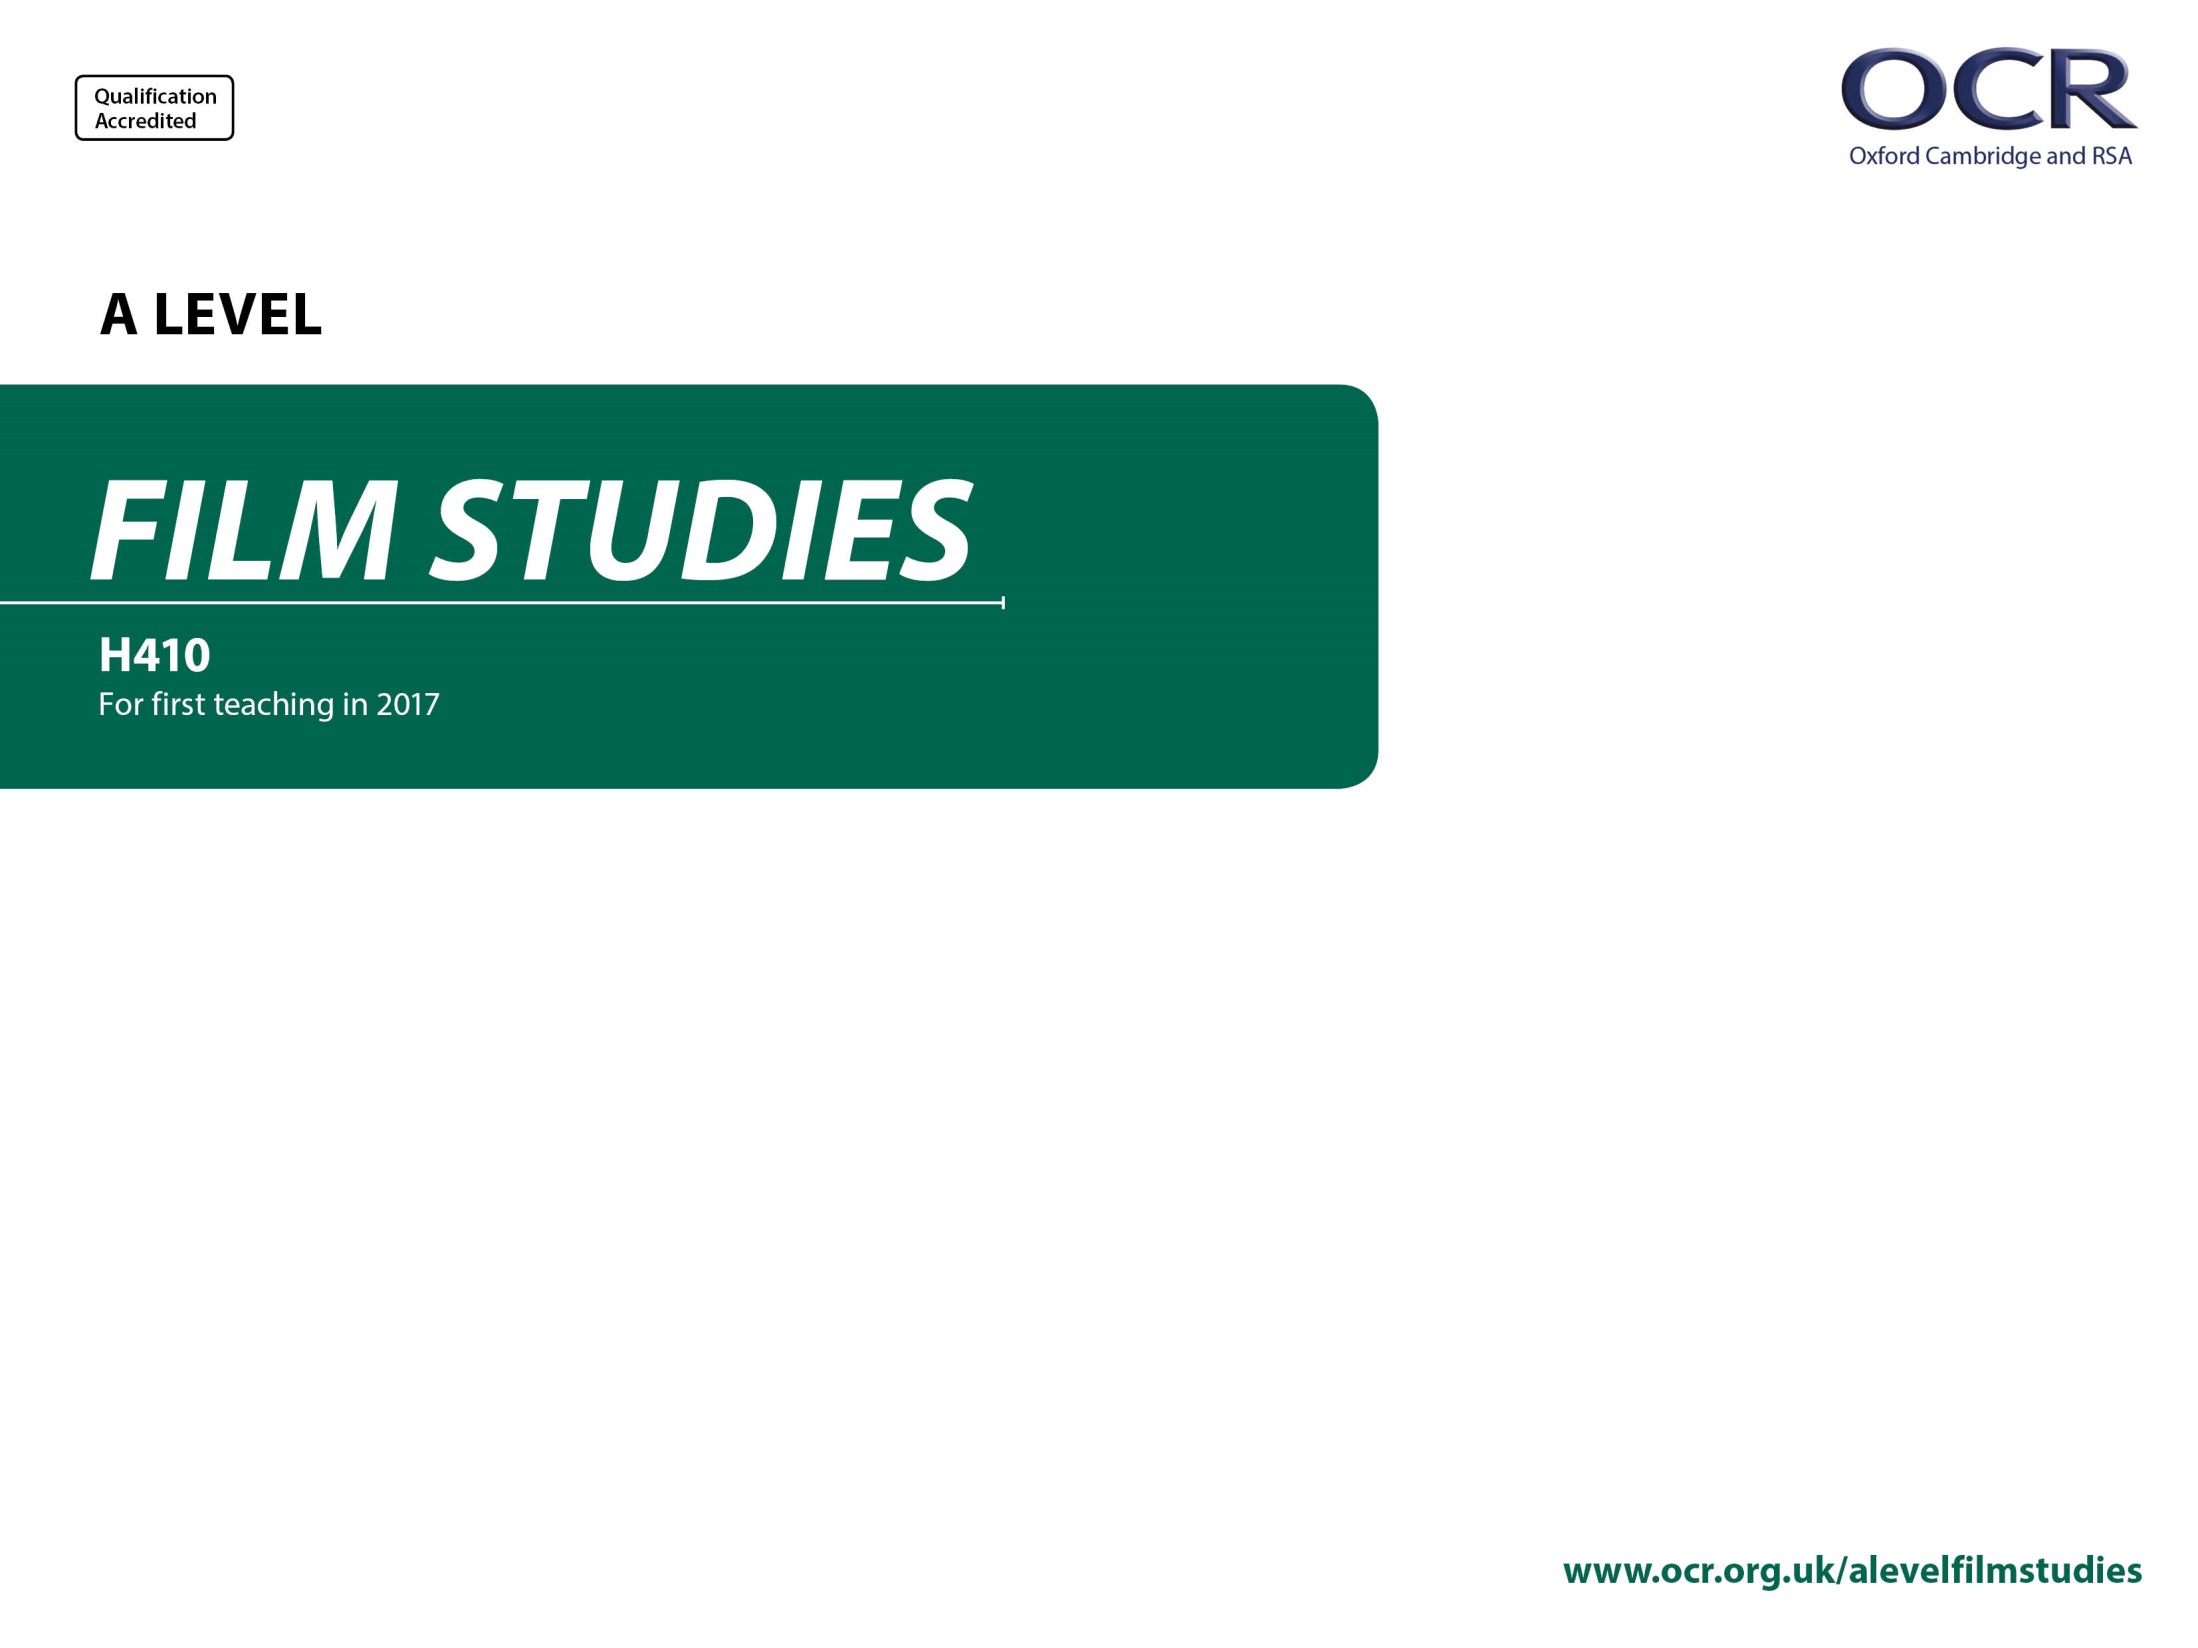 Qualification
Accredited
OCR
Oxford Cambridge and RSA
A LEVEL
FILM STUDIES
H410
For first teaching in 2017
www.ocr.org.uk/alevelfilmstudies